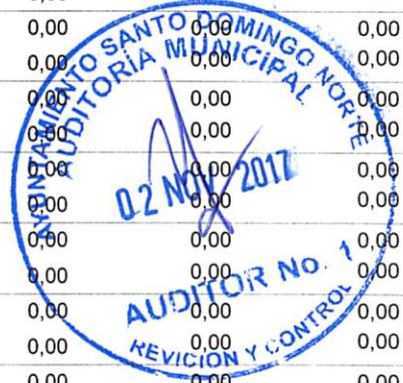 0,00 0,00 0,00
0,00 0,00 0,00
0,00 0,00 0,00
0,00 0,00 0,00
0,00 0,00 0,00
0,00 0,00 0,00
0,00 0,00 0,00
0,00 0,00 0,00
0,00 0,00 0,00
0,00 0,00 0,00
0,00 0,00 0,00
AYUNTAMIENTO SANTO DOMINGO NORTE
AUDITORIA MUNICIPAL
02 NOV 2017
AUDITOR No. 1
REVICION Y CONTROL